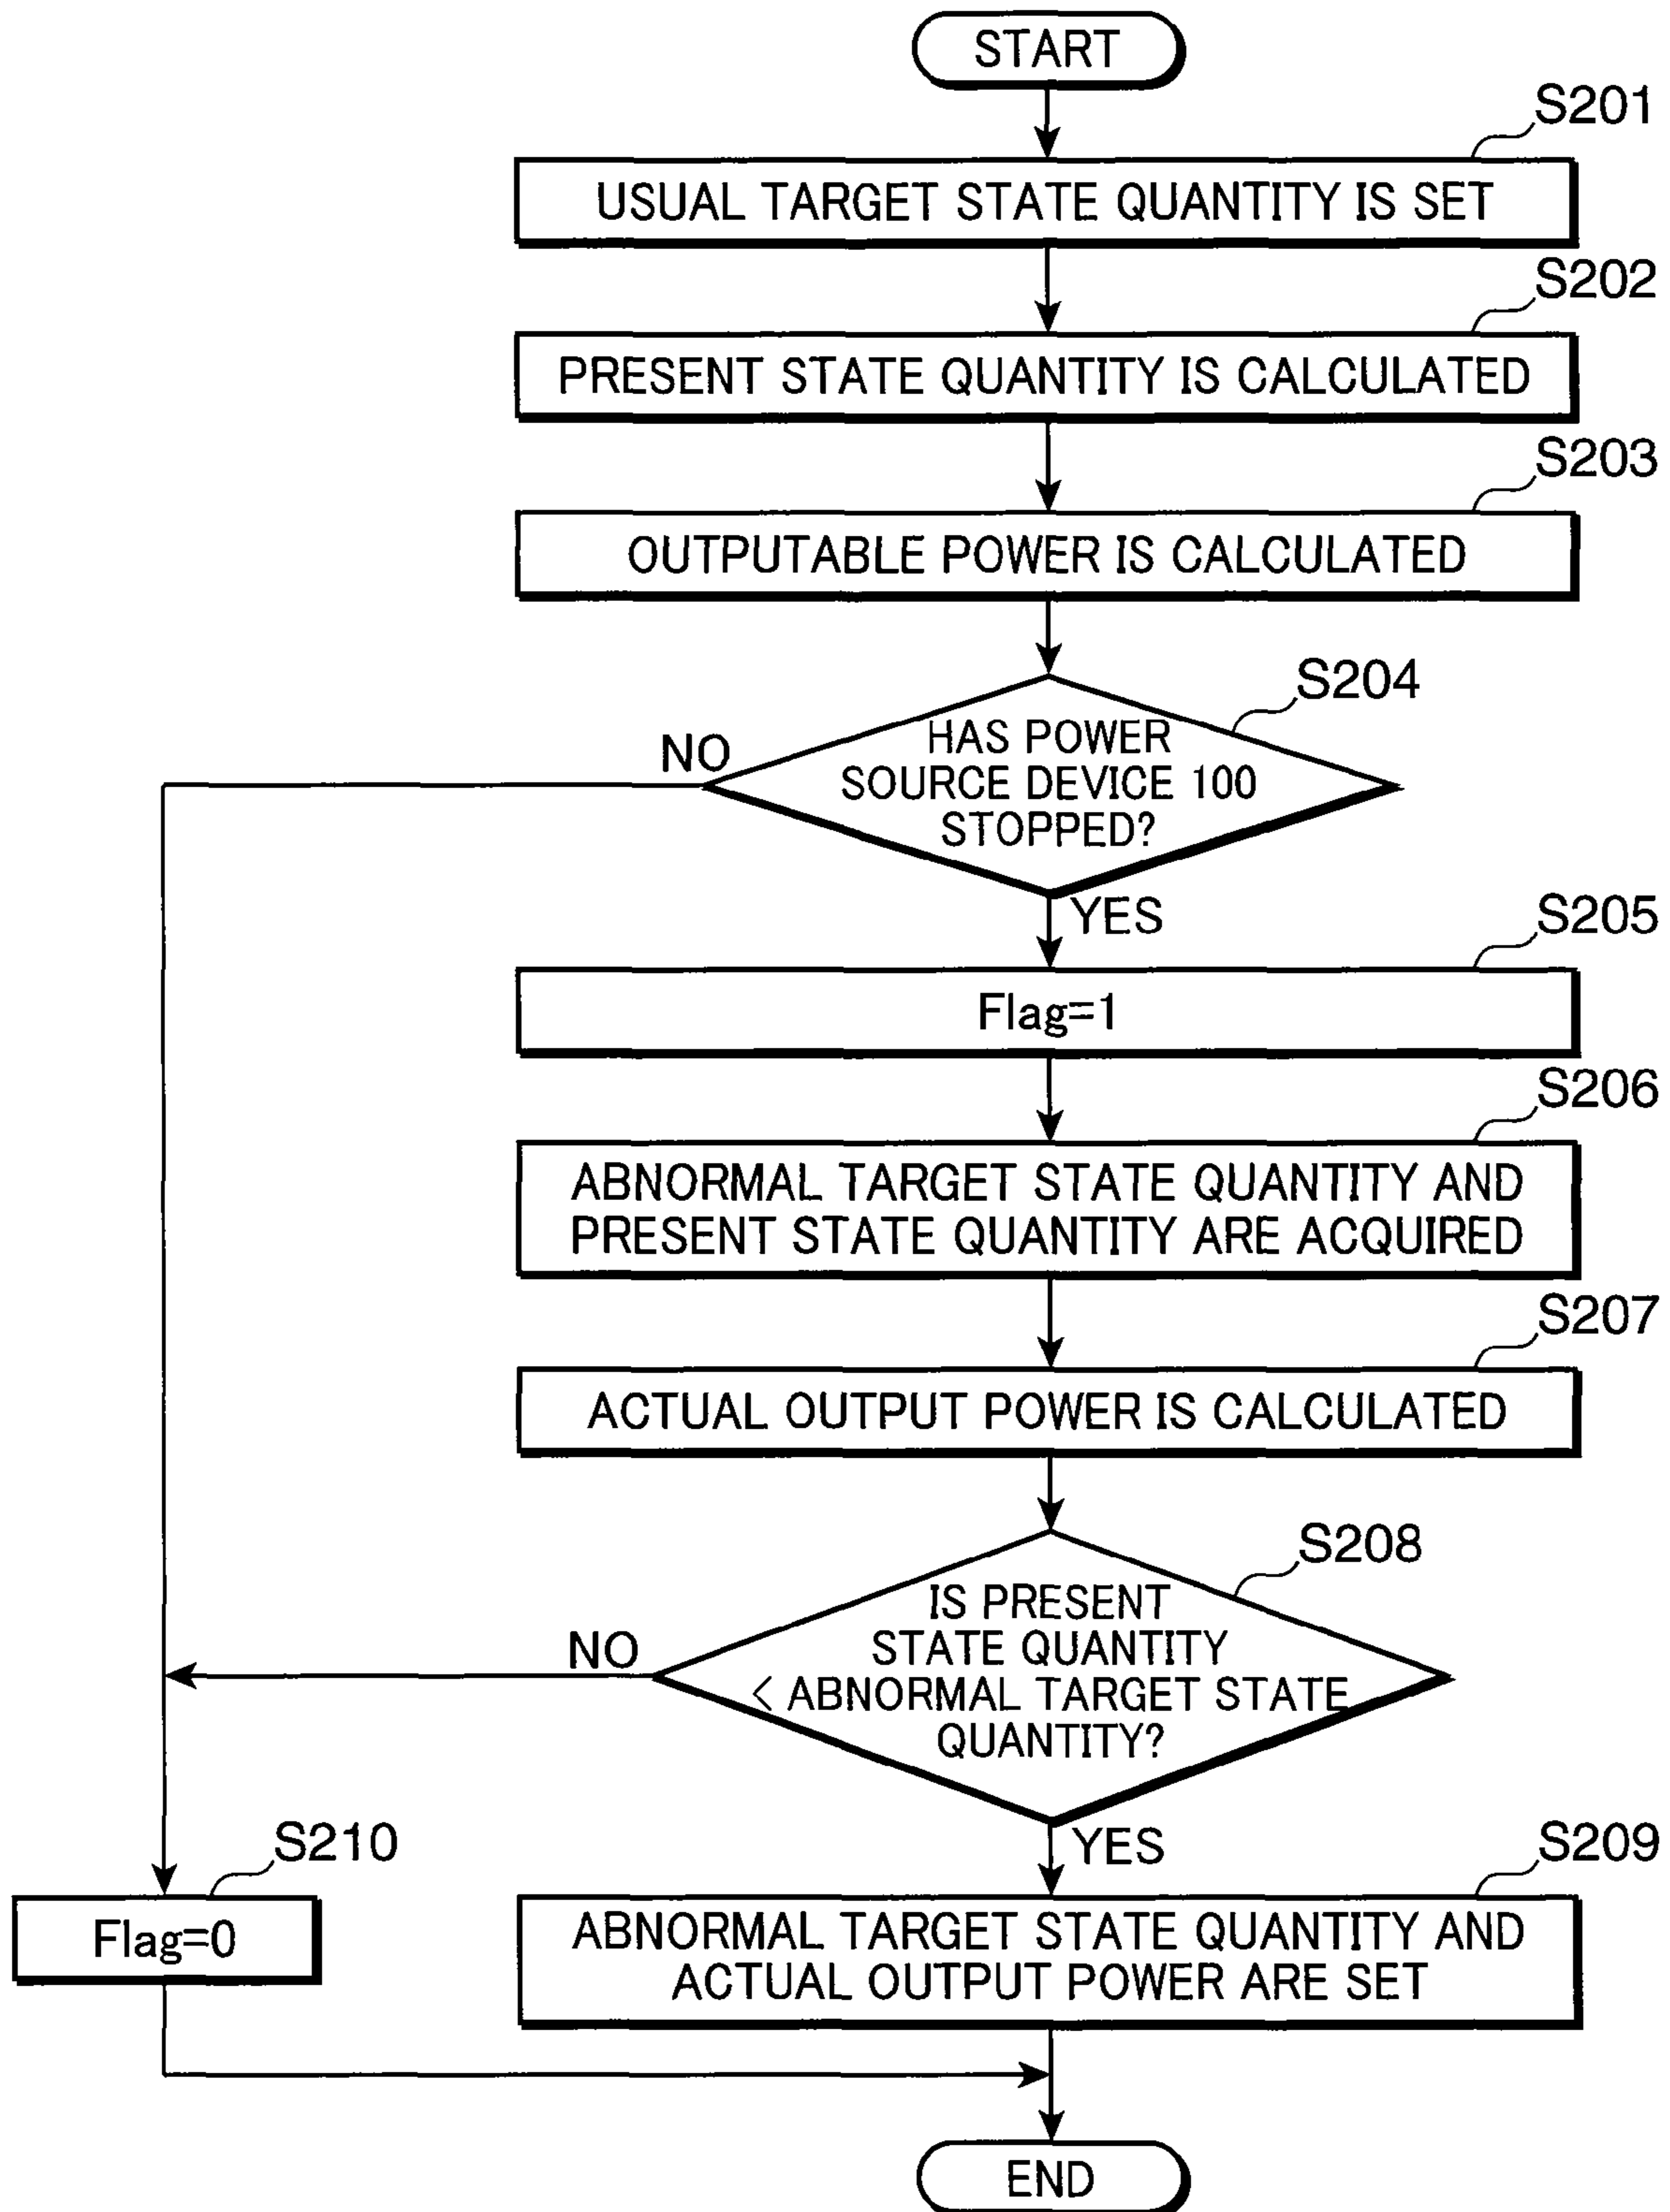 START
S201
USUAL TARGET STATE QUANTITY IS SET
S202
PRESENT STATE QUANTITY IS CALCULATED
S203
OUTPUTABLE POWER IS CALCULATED
S204
HAS POWER
SOURCE DEVICE 100
STOPPED?
NO
YES
S205
Flag=1
S206
ABNORMAL TARGET STATE QUANTITY AND
PRESENT STATE QUANTITY ARE ACQUIRED
S207
ACTUAL OUTPUT POWER IS CALCULATED
S208
IS PRESENT
STATE QUANTITY
< ABNORMAL TARGET STATE
QUANTITY?
NO
YES
S210
Flag=0
S209
ABNORMAL TARGET STATE QUANTITY AND
ACTUAL OUTPUT POWER ARE SET
END